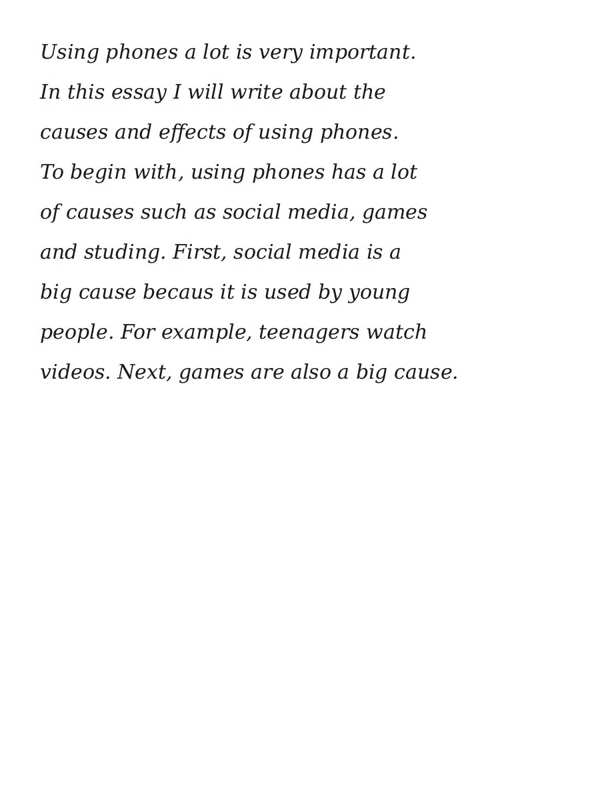 Using phones a lot is very important.
In this essay I will write about the
causes and effects of using phones.
To begin with, using phones has a lot
of causes such as social media, games
and studing. First, social media is a
big cause becaus it is used by young
people. For example, teenagers watch
videos. Next, games are also a big cause.